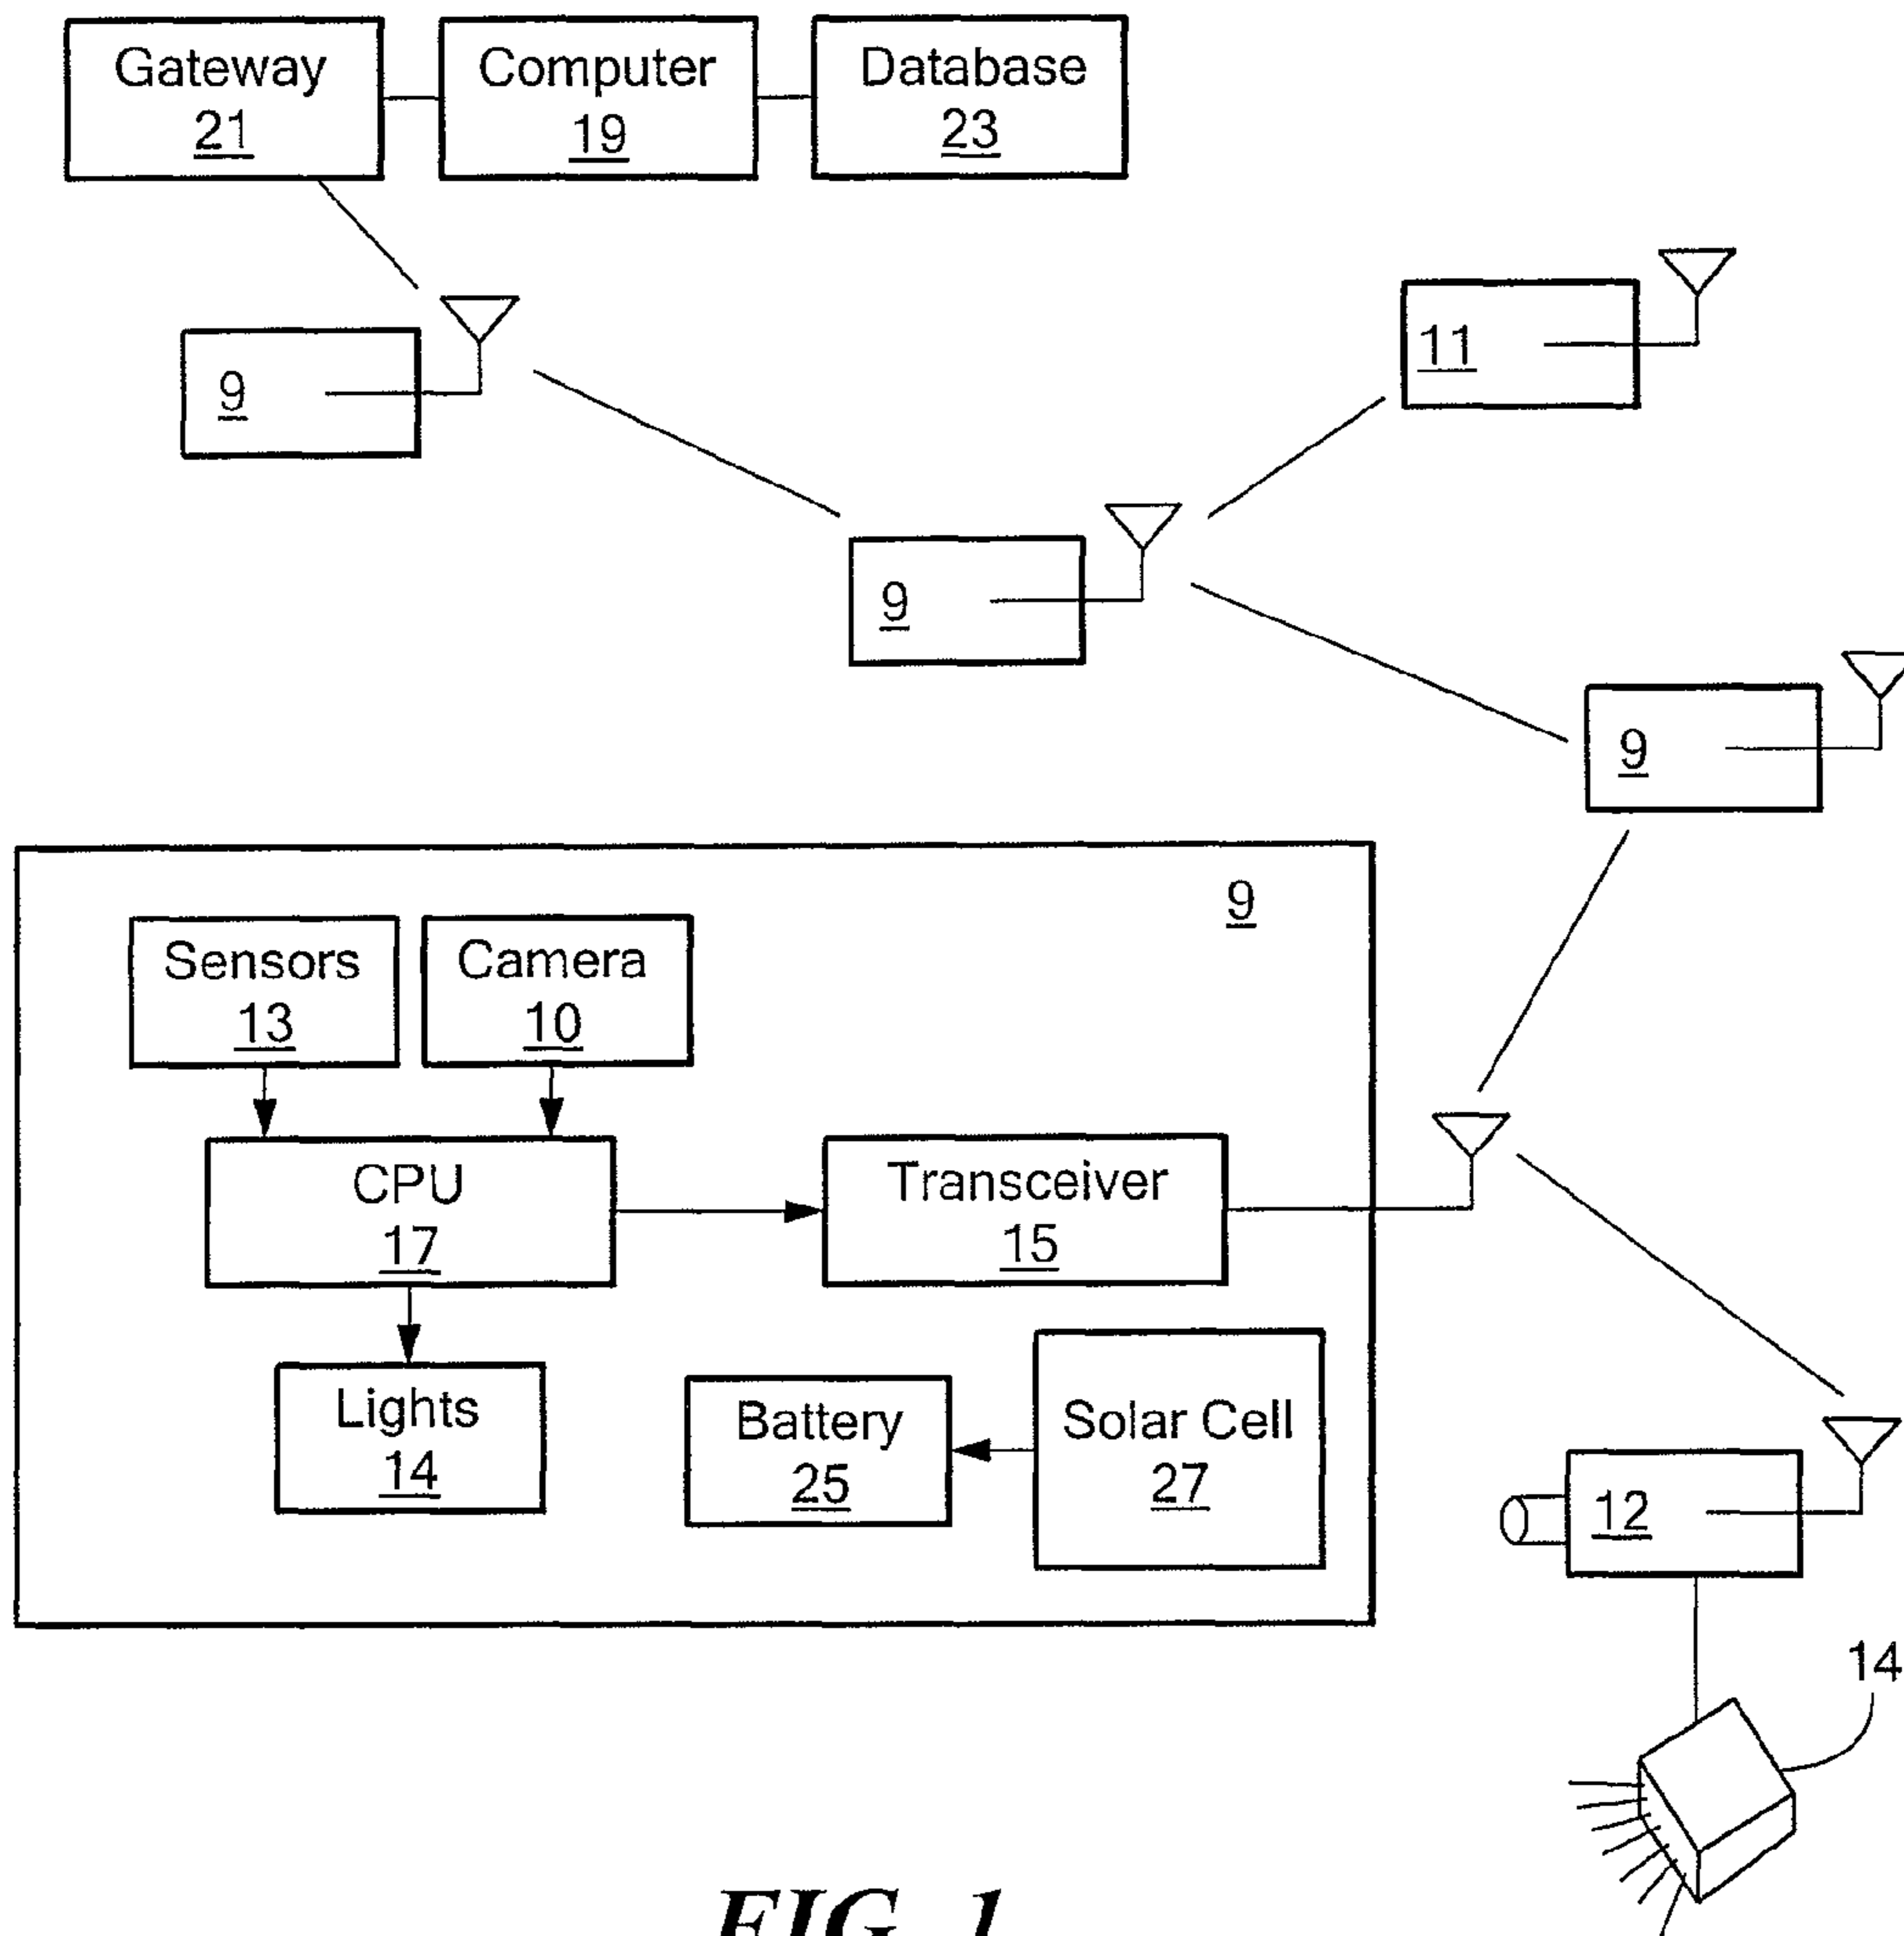 Gateway
21
Computer
19
Database
23
11
9
9
9
9
Sensors
13
Camera
10
CPU
17
Transceiver
15
Lights
14
Battery
25
Solar Cell
27
12
14
FIG. 1